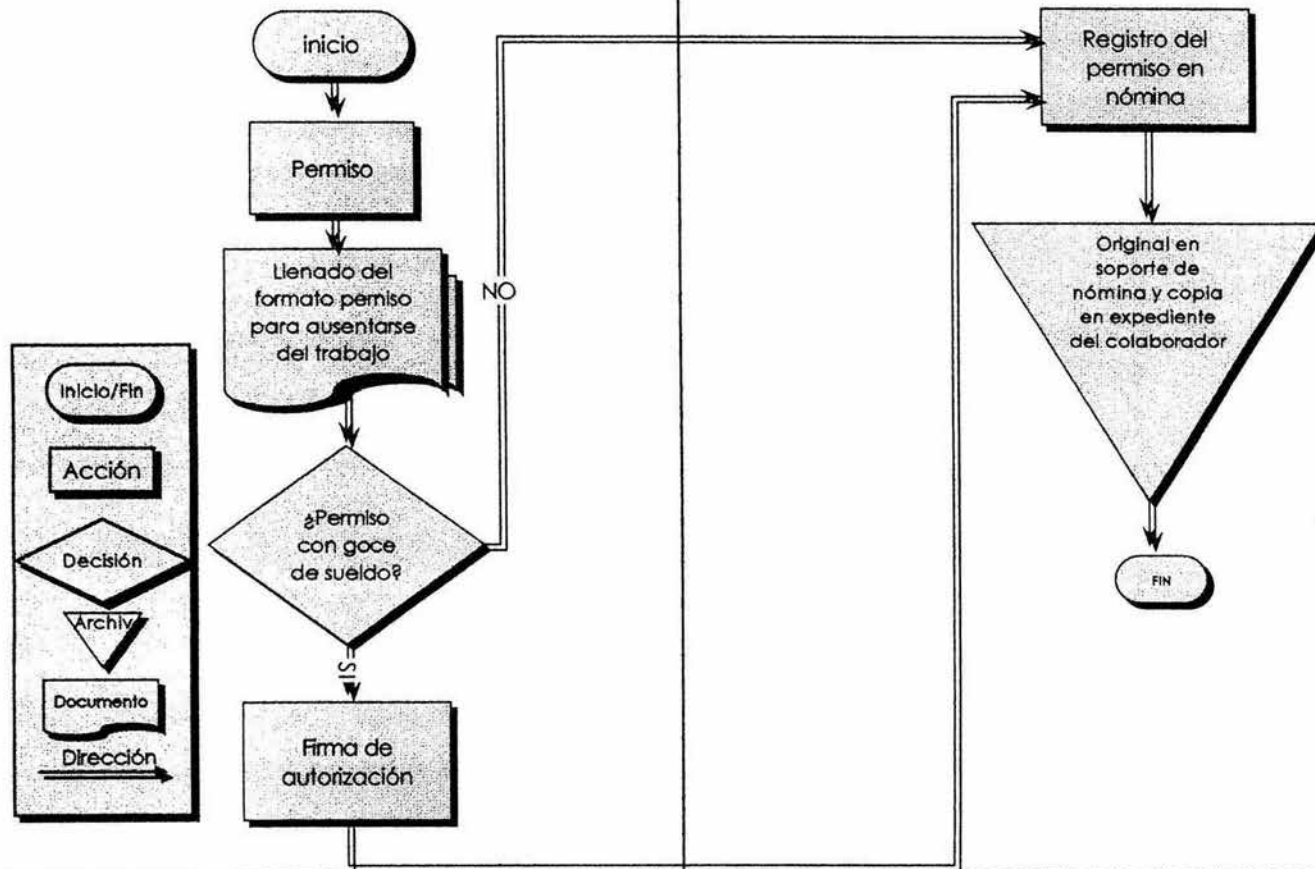 inicio
Permiso
Llenado del
formato permiso
para ausentarse
del trabajo
¿Permiso
con goce
de sueldo?
NO
SI
Firma de
autorización
Registro del
permiso en
nómina
Original en
soporte de
nómina y copia
en expediente
del colaborador
FIN
Inicio/Fin
Acción
Decisión
Archiv
Documento
Dirección